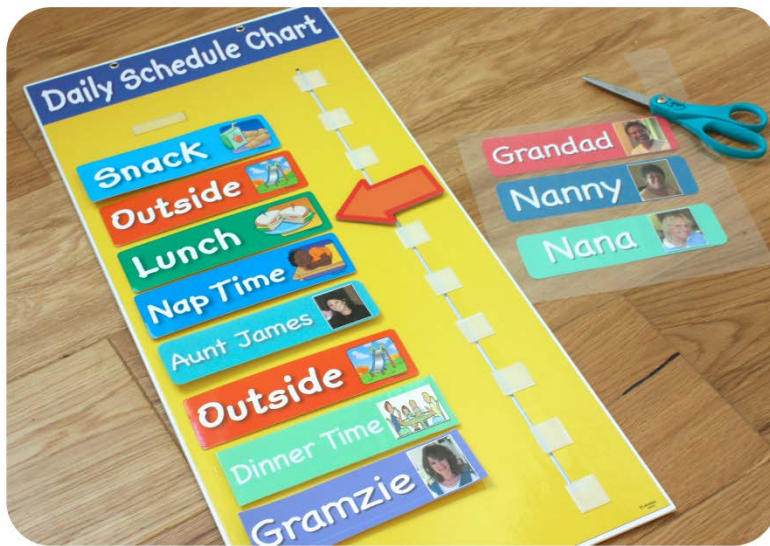 Daily Schedule Chart
Snack
Outside
Lunch
Nap Time
Aunt James
Outside
Dinner Time
Gramzie
Grandad
Nanny
Nana